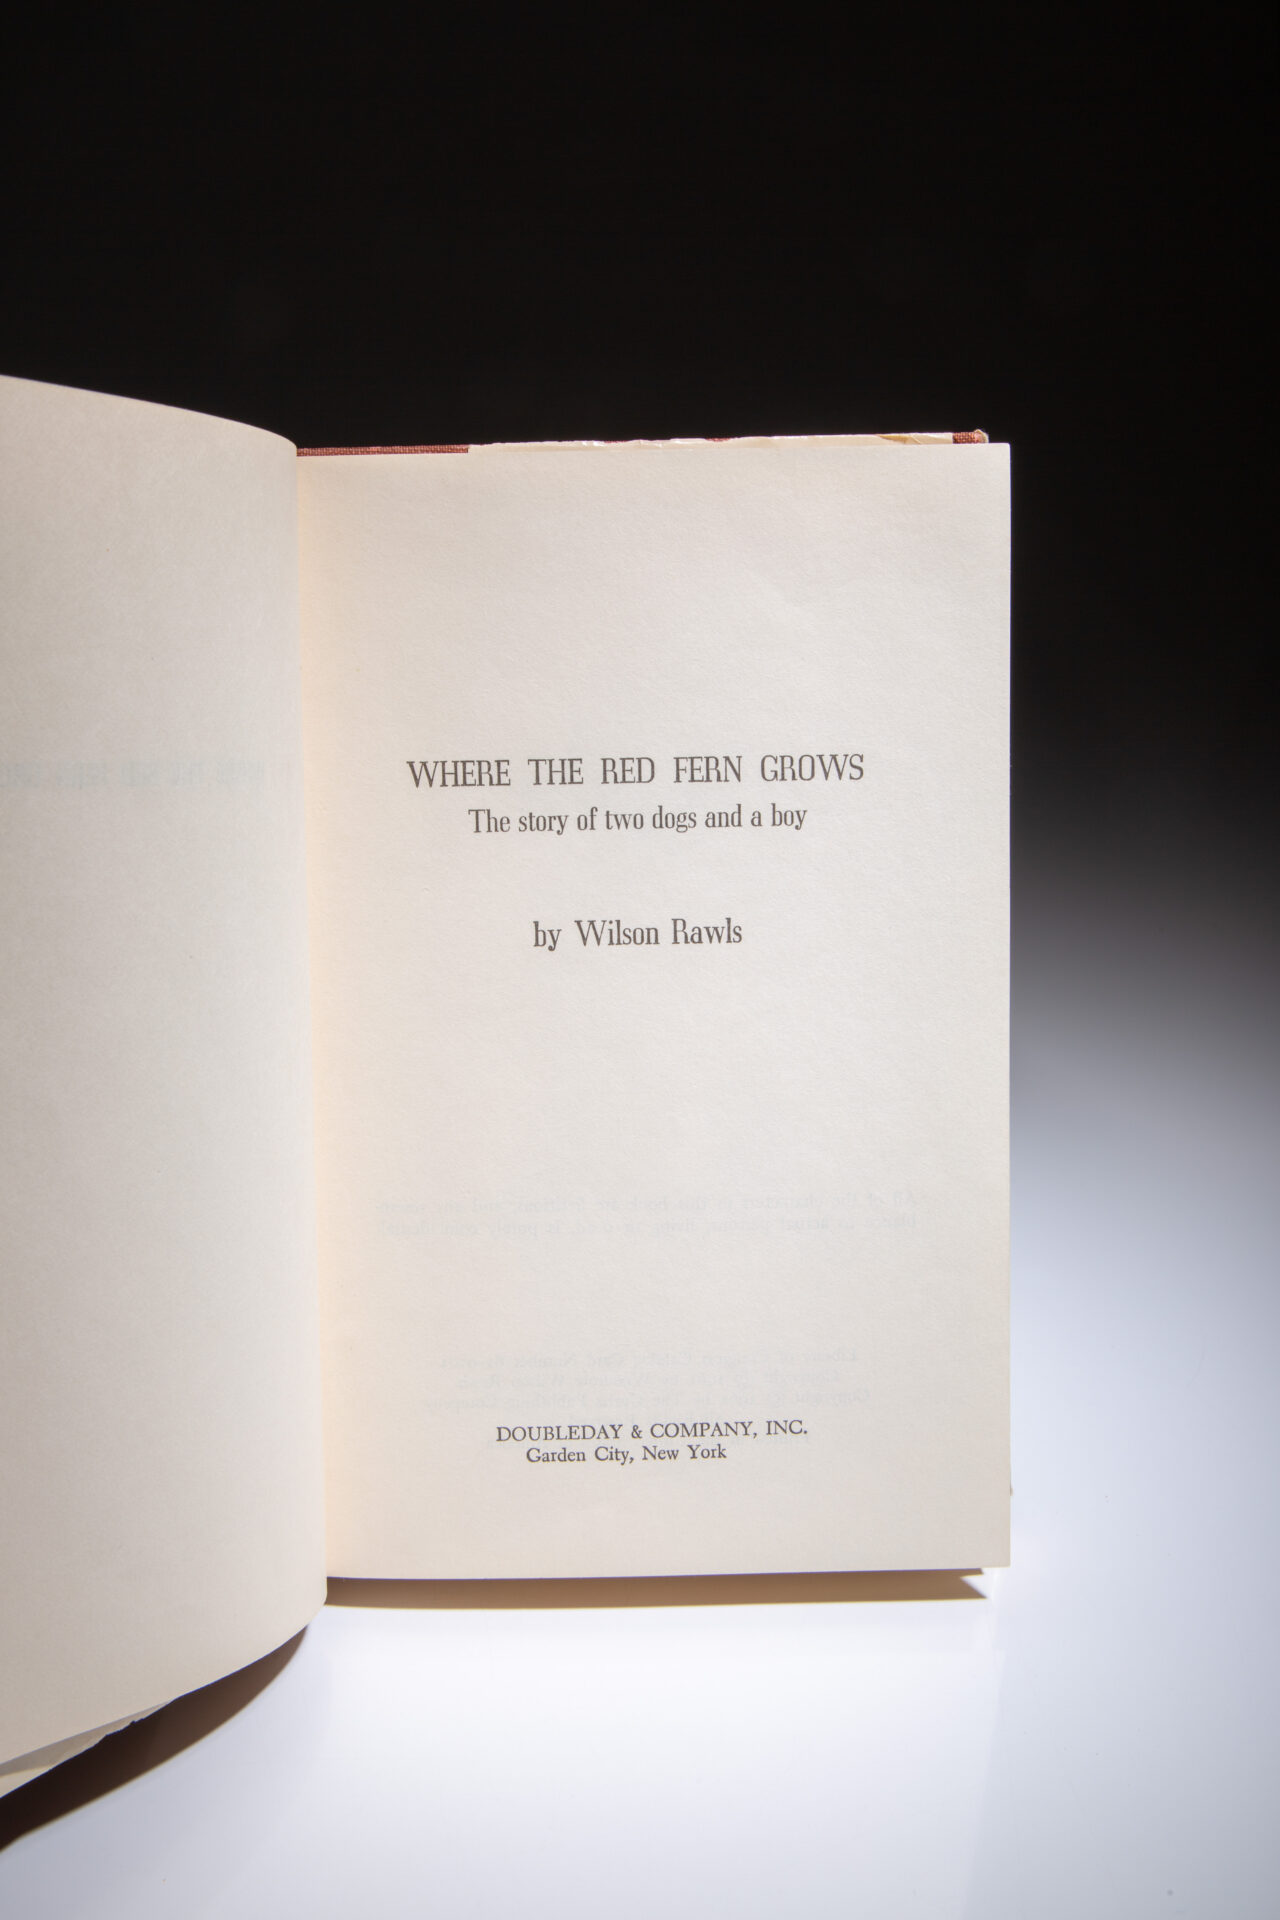 WHERE THE RED FERN GROWS
The story of two dogs and a boy
by Wilson Rawls
DOUBLEDAY & COMPANY, INC.
Garden City, New York